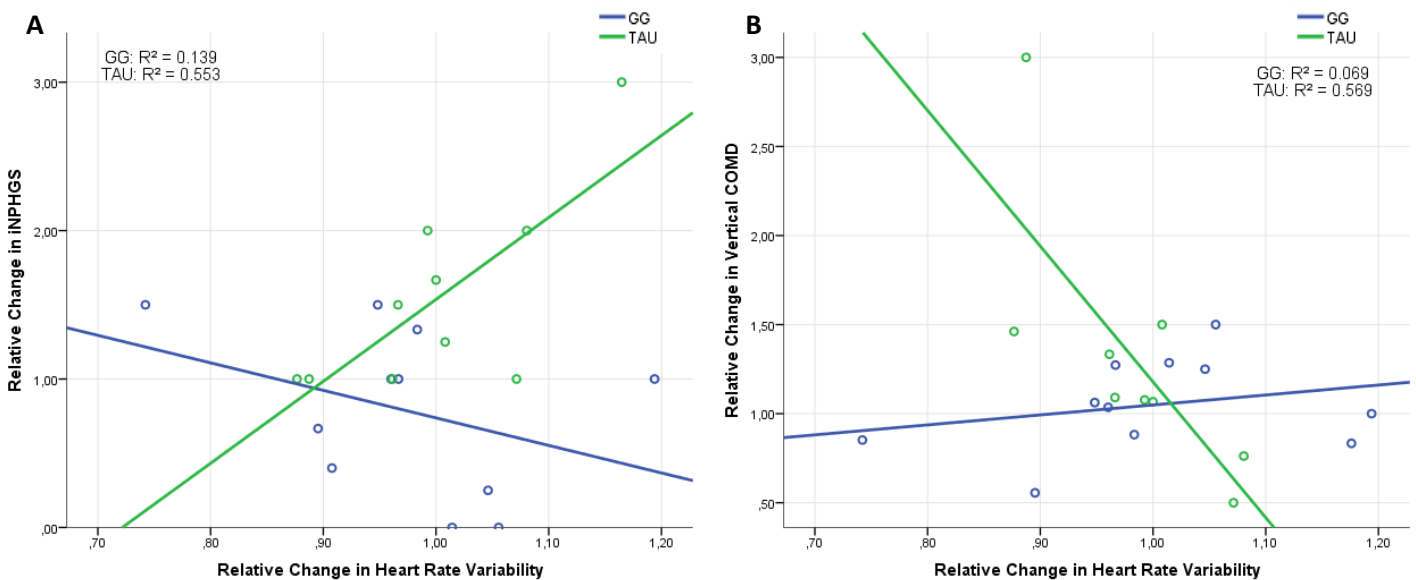 A
GG
TAU
GG: R² = 0.139
TAU: R² = 0.553
3,00
2,00
1,00
,00
Relative Change in iNPHGS
,70
,80
,90
1,00
1,10
1,20
Relative Change in Heart Rate Variability
B
GG
TAU
GG: R² = 0.069
TAU: R² = 0.569
3,00
2,50
2,00
1,50
1,00
,50
Relative Change in Vertical COMD
,70
,80
,90
1,00
1,10
1,20
Relative Change in Heart Rate Variability